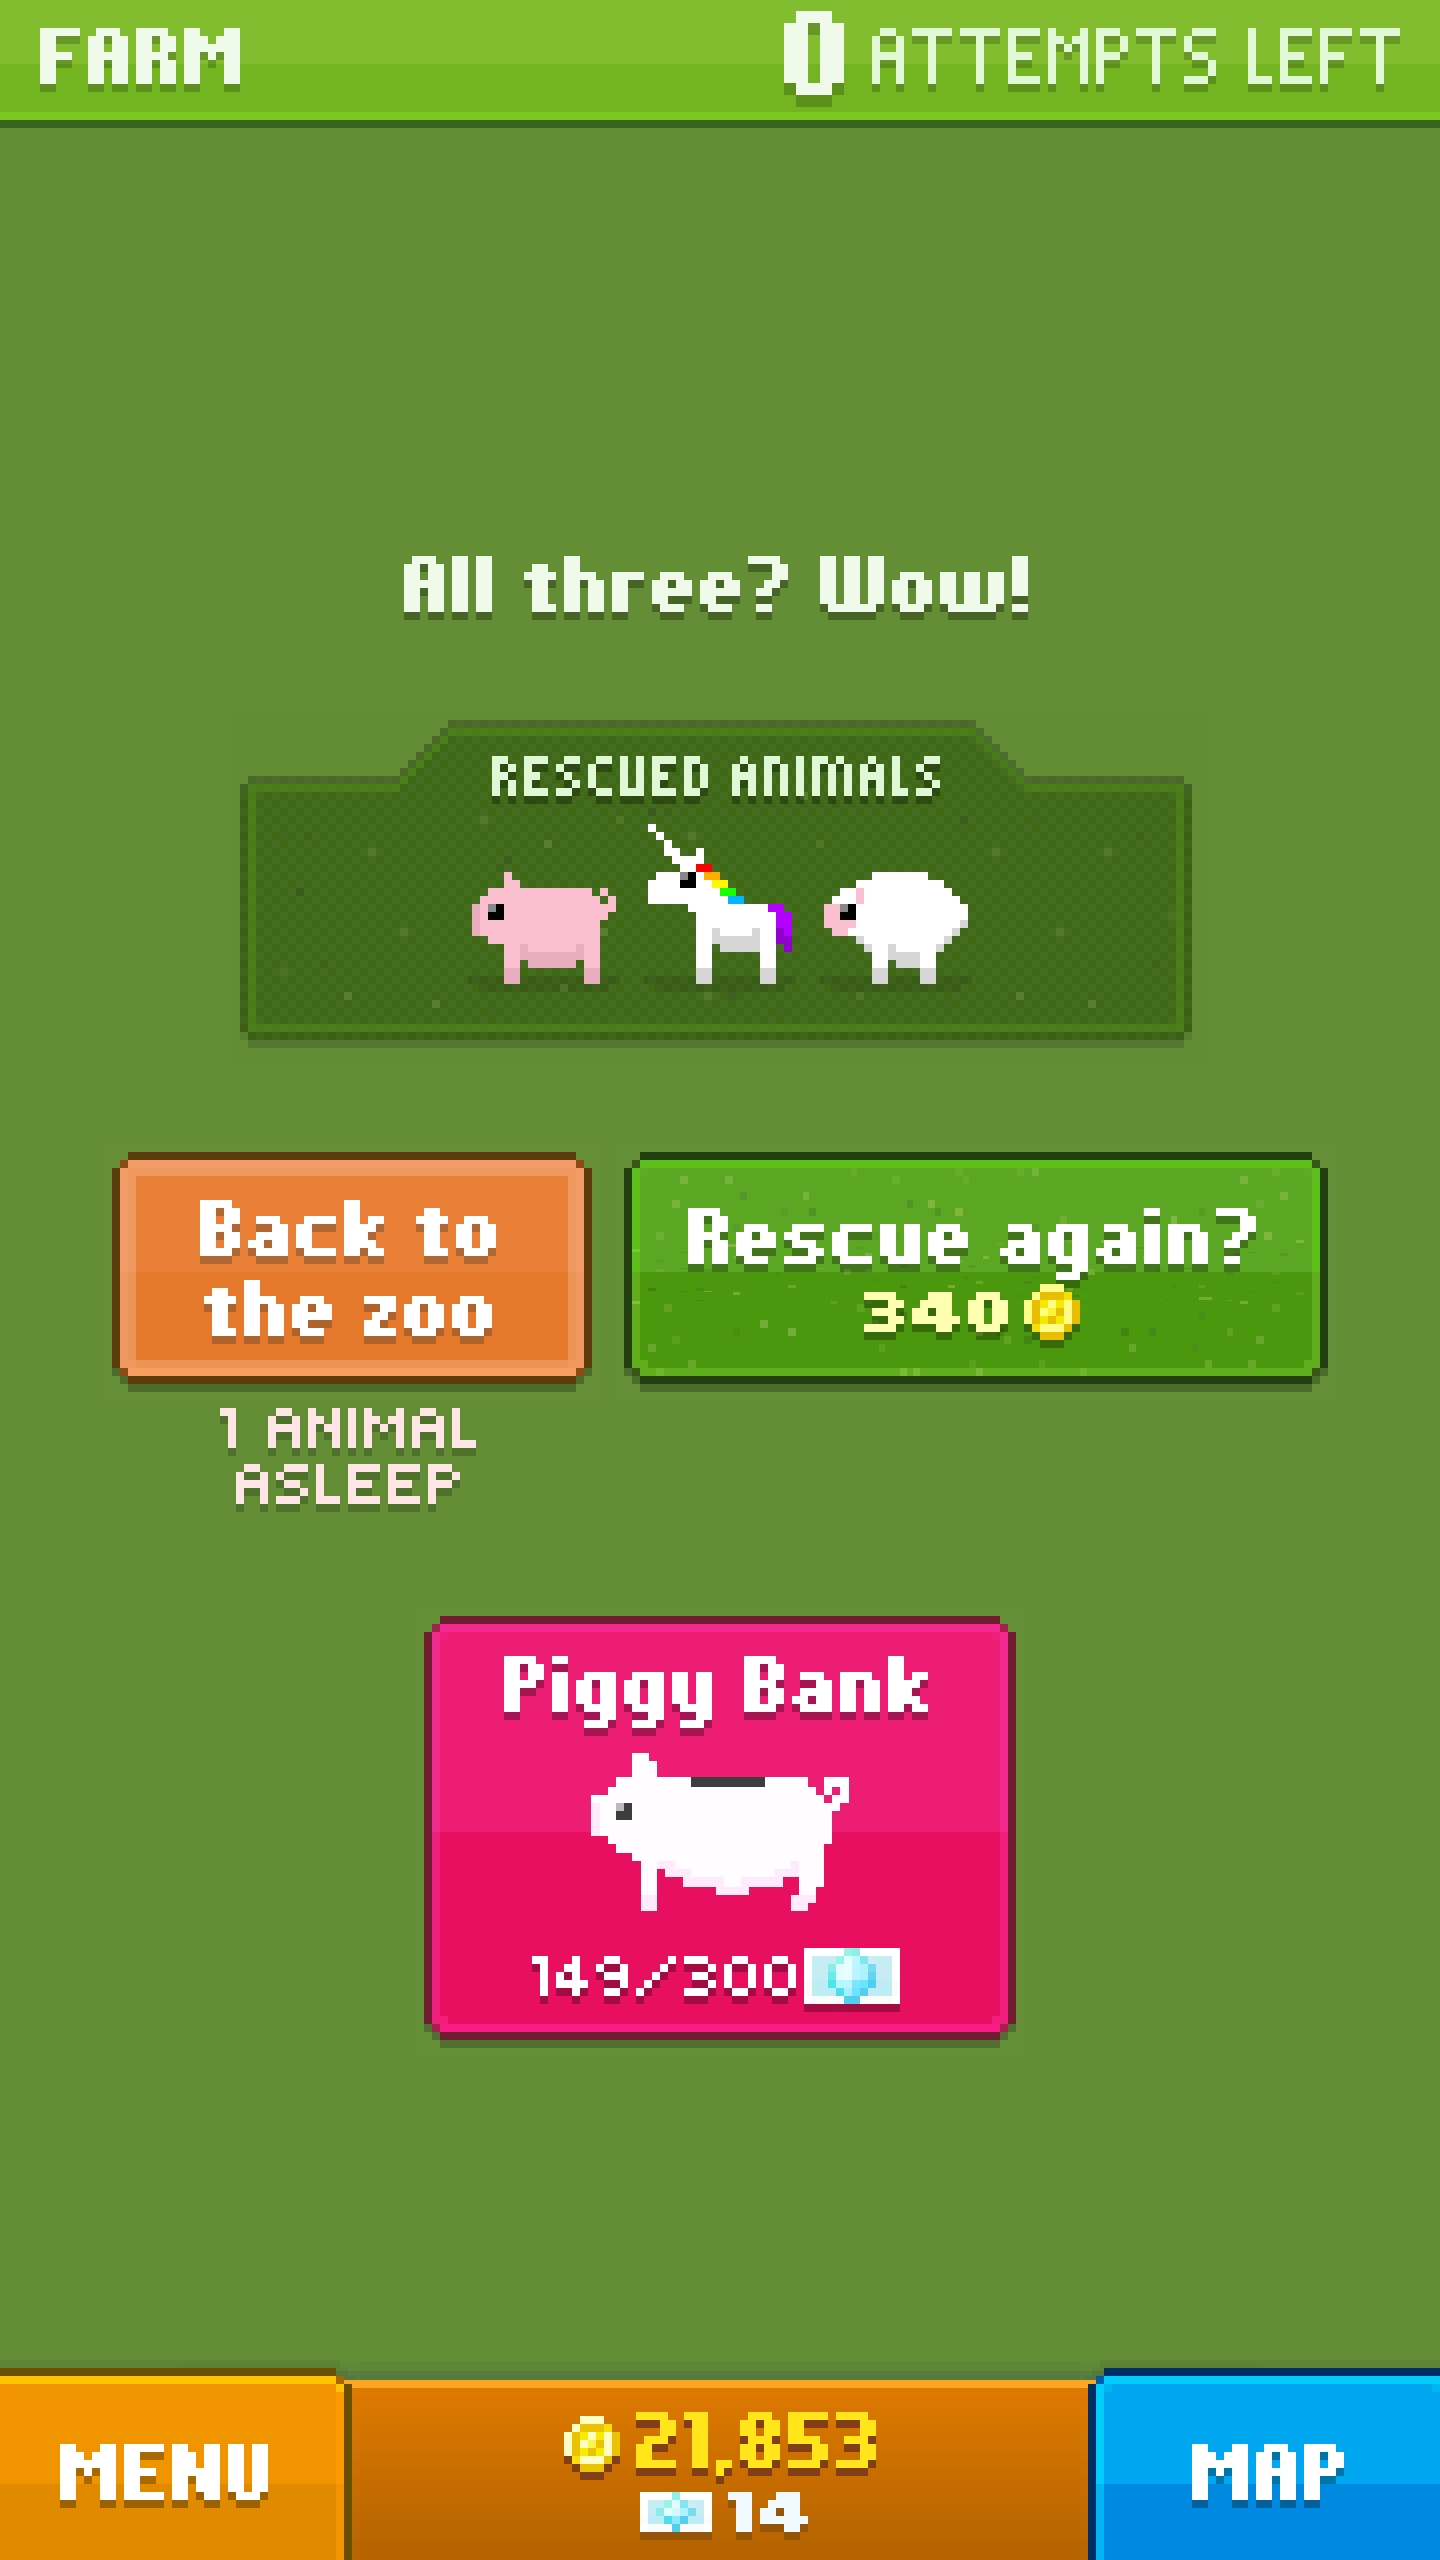 FARM
0 ATTEMPTS LEFT
All three? Wow!
RESCUED ANIMALS
Back to
the zoo
Rescue again?
340
1 ANIMAL
ASLEEP
Piggy Bank
149/300
MENU
21,853
14
MAP